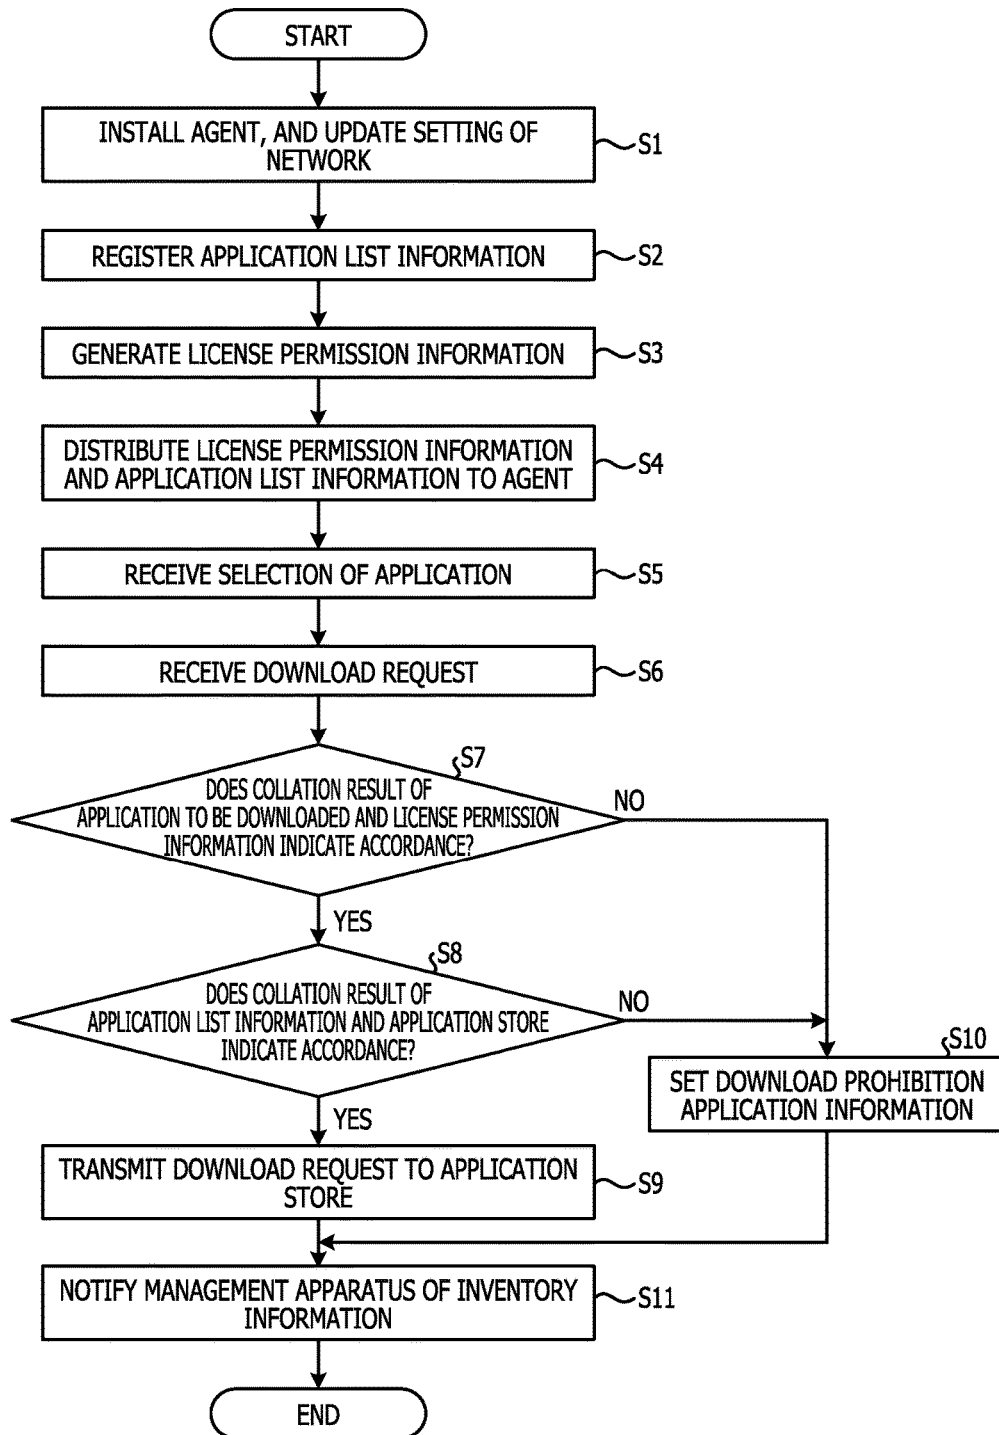 START
INSTALL AGENT, AND UPDATE SETTING OF
NETWORK
S1
REGISTER APPLICATION LIST INFORMATION
S2
GENERATE LICENSE PERMISSION INFORMATION
S3
DISTRIBUTE LICENSE PERMISSION INFORMATION
AND APPLICATION LIST INFORMATION TO AGENT
S4
RECEIVE SELECTION OF APPLICATION
S5
RECEIVE DOWNLOAD REQUEST
S6
S7
DOES COLLATION RESULT OF
APPLICATION TO BE DOWNLOADED AND LICENSE PERMISSION
INFORMATION INDICATE ACCORDANCE?
NO
YES
S8
DOES COLLATION RESULT OF
APPLICATION LIST INFORMATION AND APPLICATION STORE
INDICATE ACCORDANCE?
NO
YES
S10
SET DOWNLOAD PROHIBITION
APPLICATION INFORMATION
TRANSMIT DOWNLOAD REQUEST TO APPLICATION
STORE
S9
NOTIFY MANAGEMENT APPARATUS OF INVENTORY
INFORMATION
S11
END